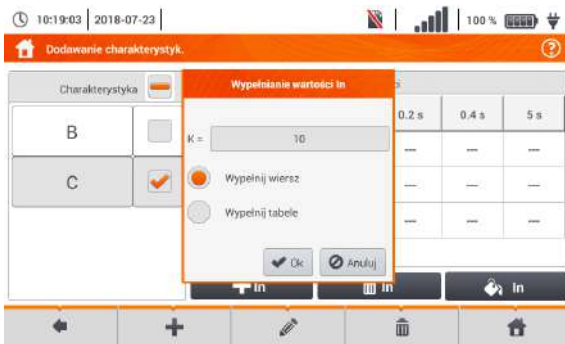 10:19:03 2018-07-23 100 %
Dodawanie charakterystyk.
Charakterystyka
Wypełnianie wartości In
0.2 s 0.4 s 5 s
B
K = 10
--- --- ---
C
Wypełnij wiersz
--- --- ---
Wypełnij tabele
--- --- ---
Ok Anuluj
In In In